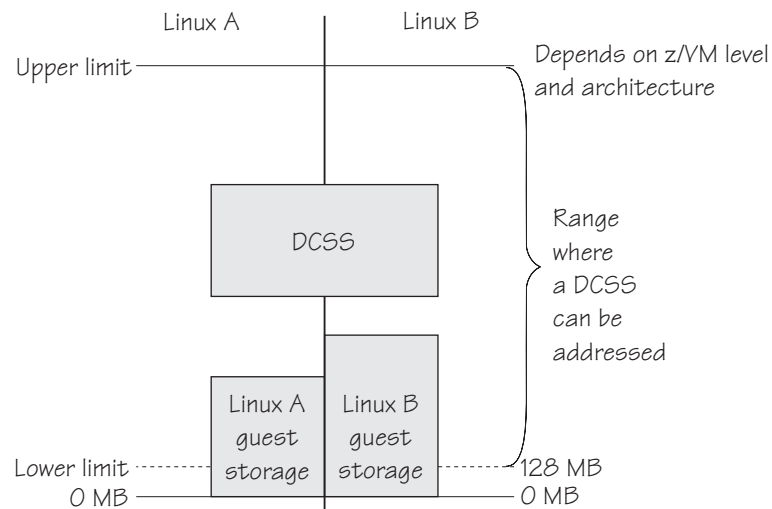 Linux A
Linux B
Upper limit
Depends on z/VM level
and architecture
DCSS
Range
where
a DCSS
can be
addressed
Linux A
guest
storage
Linux B
guest
storage
Lower limit
128 MB
0 MB
0 MB